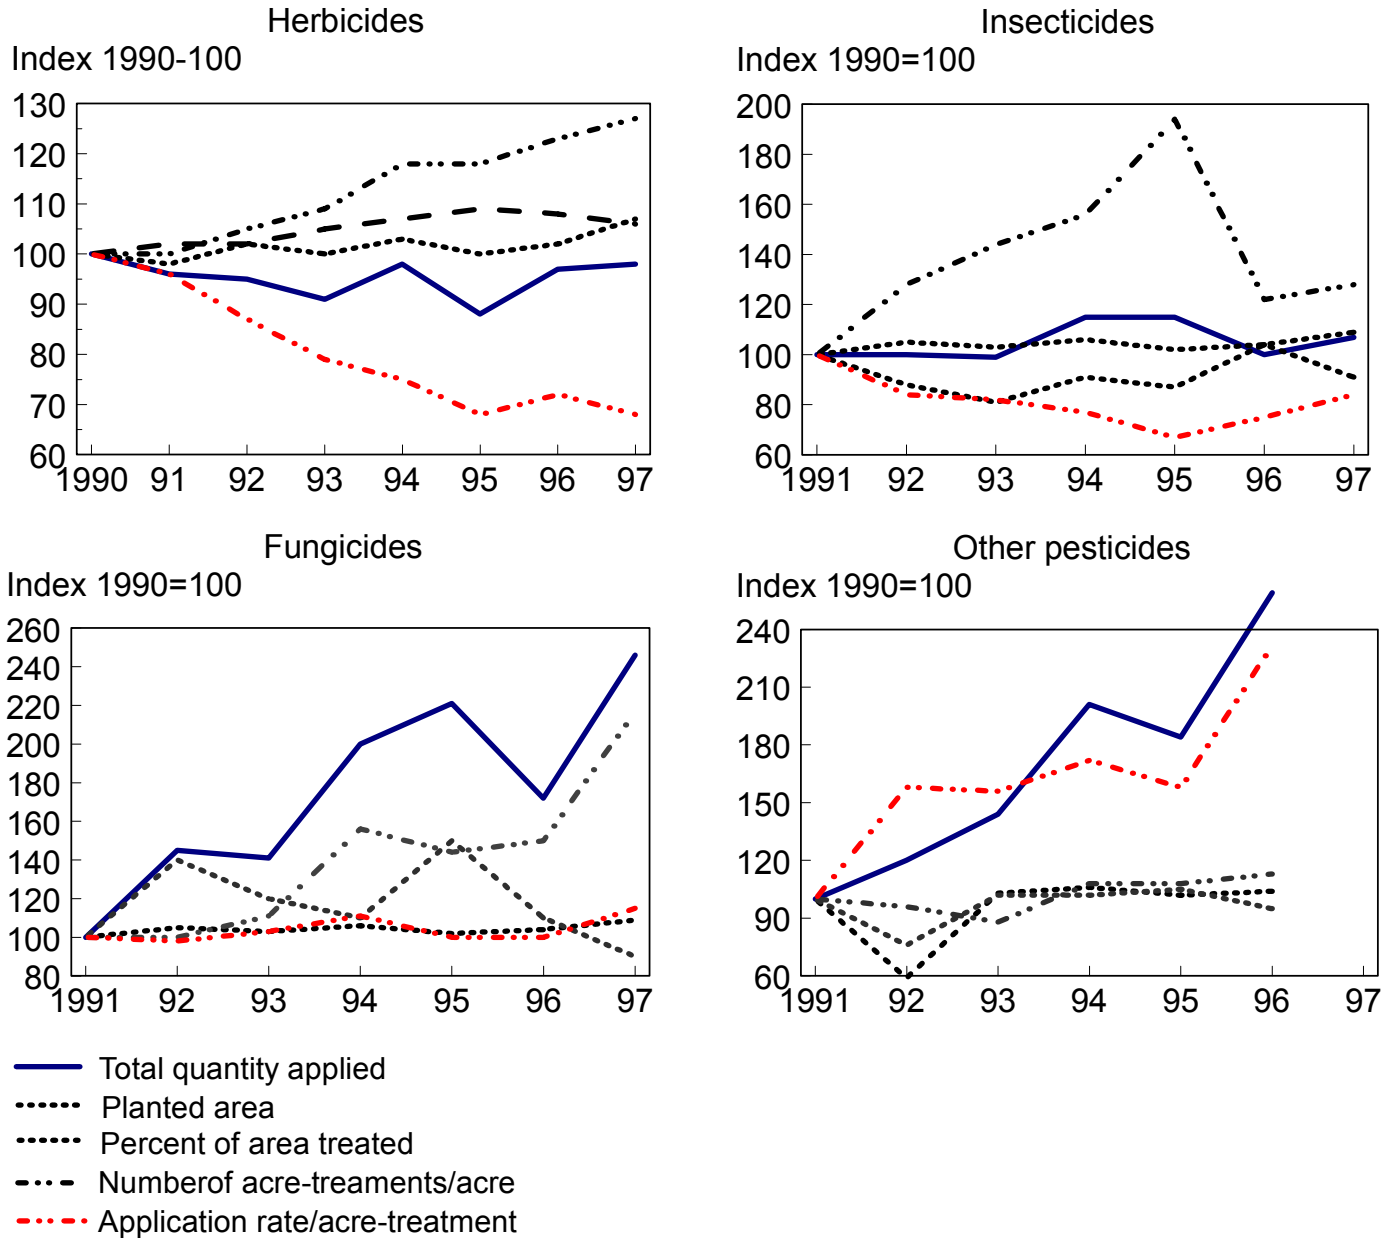 Herbicides
Index 1990-100
130
120
110
100
90
80
70
60
1990 91 92 93 94 95 96 97
Insecticides
Index 1990=100
200
180
160
140
120
100
80
60
1991 92 93 94 95 96 97
Fungicides
Index 1990=100
260
240
220
200
180
160
140
120
100
80
1991 92 93 94 95 96 97
Other pesticides
Index 1990=100
240
210
180
150
120
90
60
1991 92 93 94 95 96 97
Total quantity applied
Planted area
Percent of area treated
Numberof acre-treaments/acre
Application rate/acre-treatment